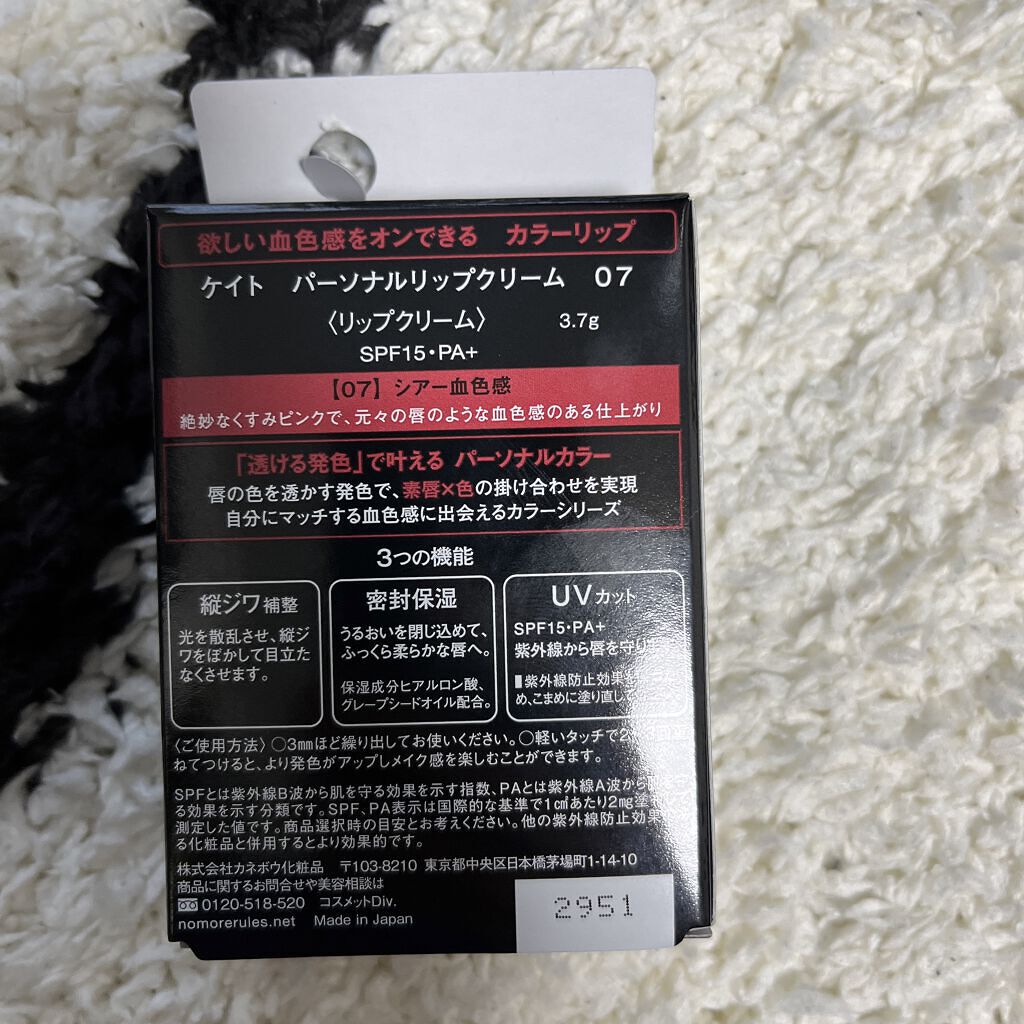 欲しい血色感をオンできる カラーリップ
ケイト パーソナルリップクリーム 07
〈リップクリーム〉 3.7g
SPF15・PA+
【07】シアー血色感
絶妙なくすみピンクで、元々の唇のような血色感のある仕上がり
「透ける発色」で叶える パーソナルカラー
唇の色を透かす発色で、素唇×色の掛け合わせを実現
自分にマッチする血色感に出会えるカラーシリーズ
3つの機能
縦ジワ補整
光を散乱させ、縦ジ
ワをぼかして目立た
なくさせます。
密封保湿
うるおいを閉じ込めて、
ふっくら柔らかな唇へ。
保湿成分ヒアルロン酸、
グレープシードオイル配合。
UVカット
SPF15・PA+
紫外線から唇を守り
紫外線防止効果を
め、こまめに塗り直して
〈ご使用方法〉○3mmほど繰り出してお使いください。○軽いタッチで2
ねてつけると、より発色がアップしメイク感を楽しむことができます。
SPFとは紫外線B波から肌を守る効果を示す指数、PAとは紫外線A波から
る効果を示す分類です。SPF、PA表示は国際的な基準で1c㎡あたり2mg塗
測定した値です。商品選択時の目安とお考えください。他の紫外線防止効果
る化粧品と併用するとより効果的です。
株式会社カネボウ化粧品 〒103-8210 東京都中央区日本橋茅場町1-14-10
商品に関するお問合せや美容相談は
0120-518-520 コスメットDiv.
nomorerules.net Made in Japan
2951